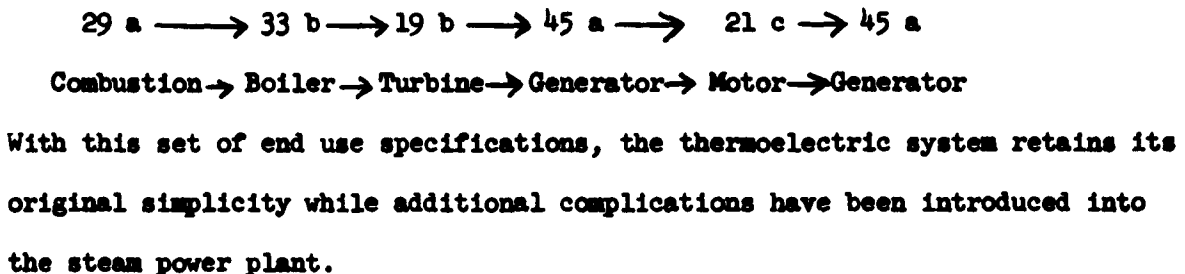 29 a → 33 b → 19 b → 45 a → 21 c → 45 a
Combustion → Boiler → Turbine → Generator → Motor → Generator
With this set of end use specifications, the thermoelectric system retains its
original simplicity while additional complications have been introduced into
the steam power plant.